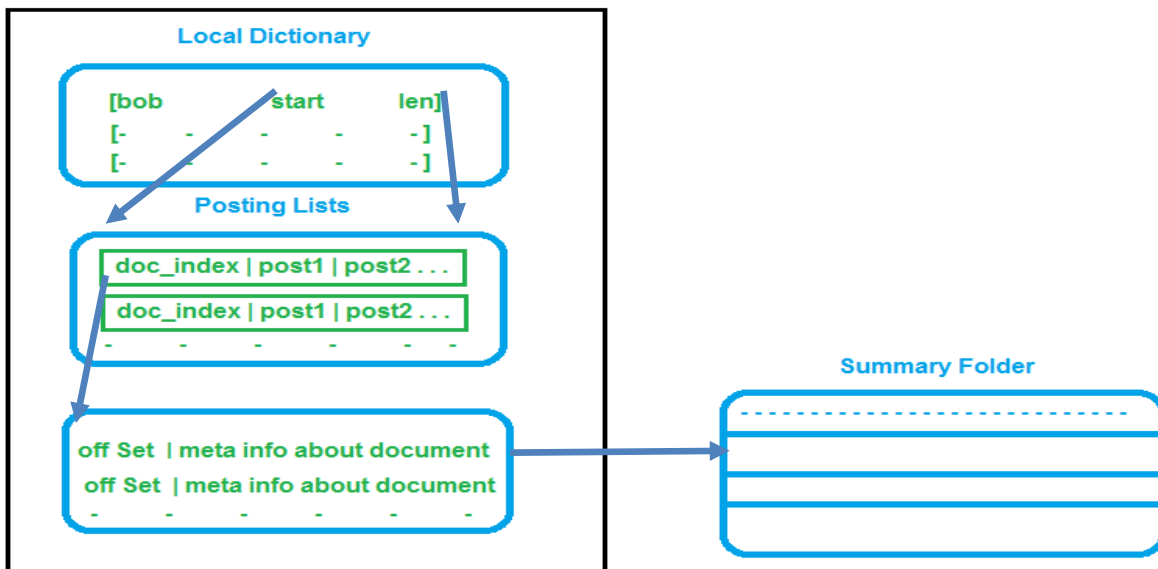 Local Dictionary
[bob start len]
[- - - - -]
[- - - - -]
Posting Lists
doc_index | post1 | post2 . . .
doc_index | post1 | post2 . . .
- - - - - -
off Set | meta info about document
off Set | meta info about document
- - - - - -
Summary Folder
- - - - - - - - - - - - - - - - - - - - - - - - - - - -